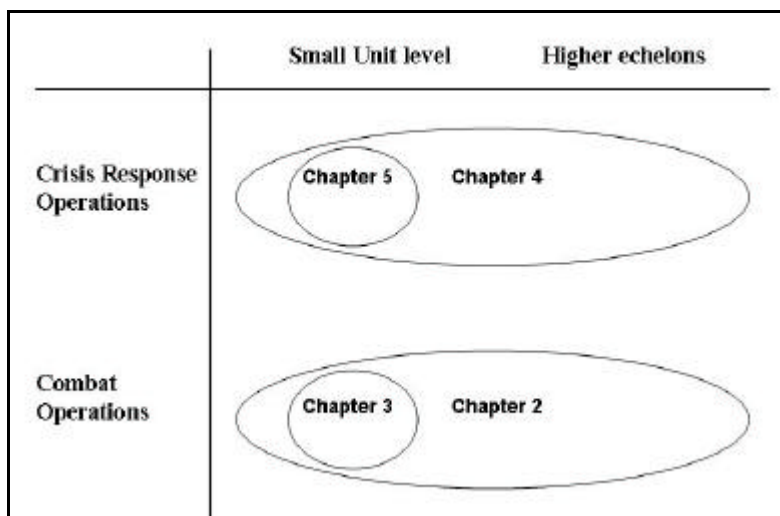 Small Unit level Higher echelons
Crisis Response
Operations
Chapter 5 Chapter 4
Combat
Operations
Chapter 3 Chapter 2